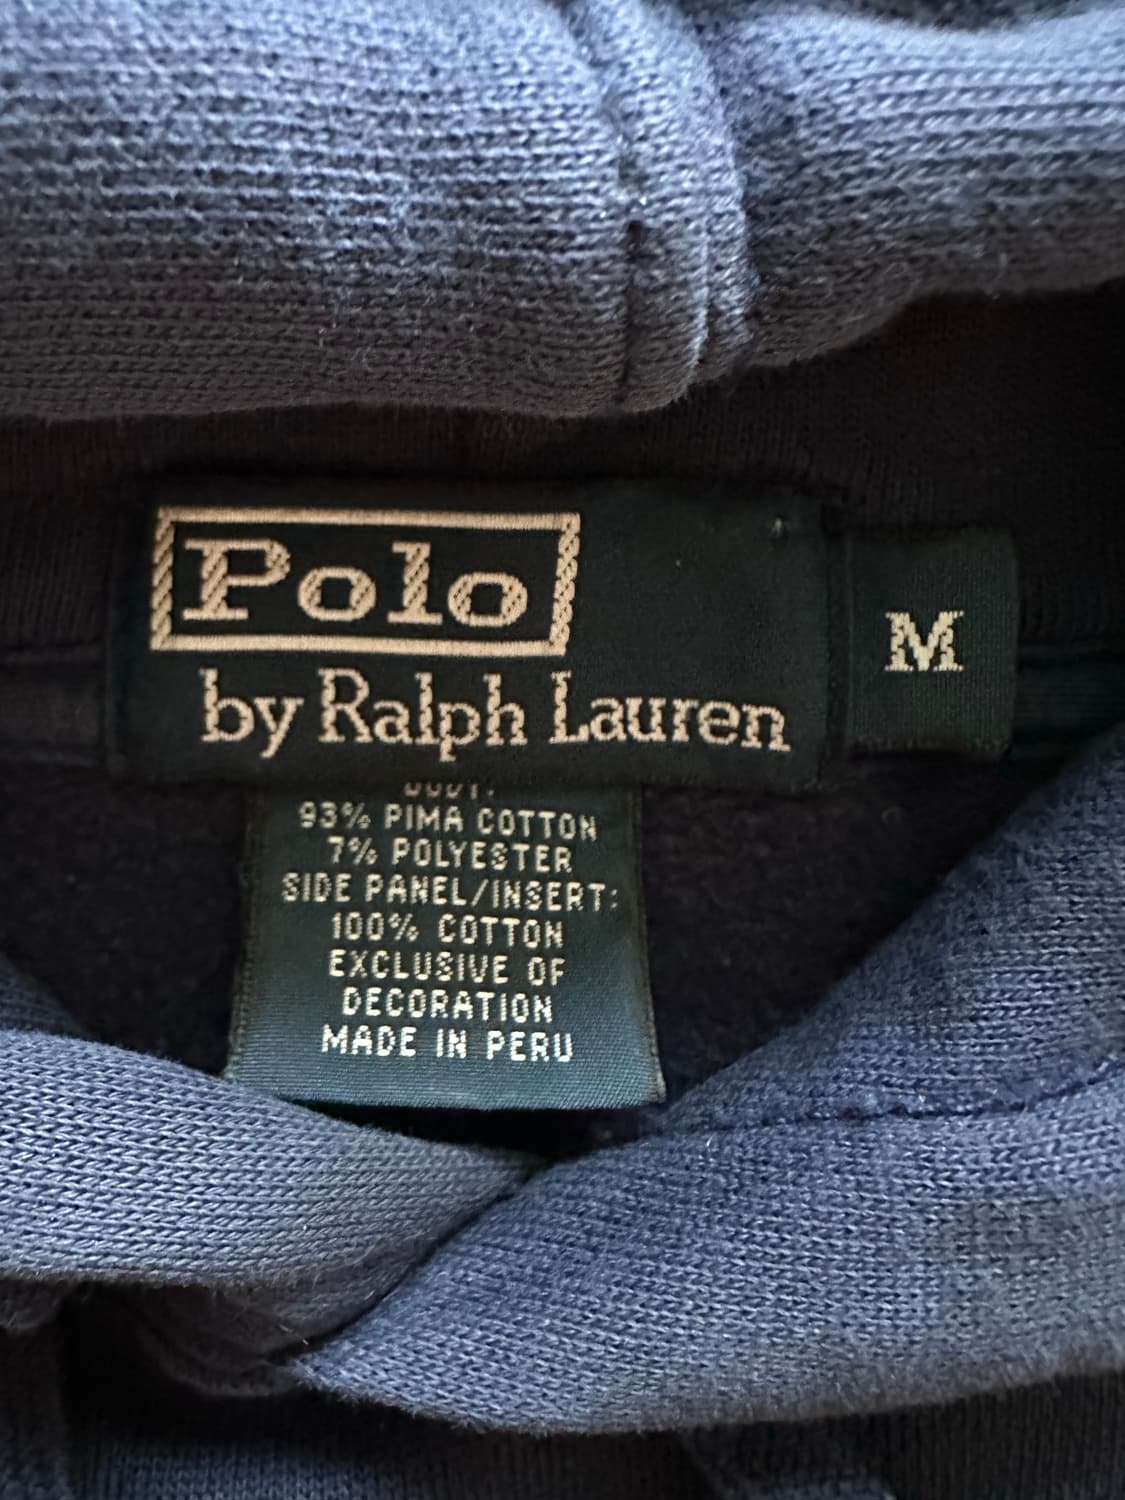 Polo
by Ralph Lauren
M
BODY:
93% PIMA COTTON
7% POLYESTER
SIDE PANEL/INSERT:
100% COTTON
EXCLUSIVE OF
DECORATION
MADE IN PERU